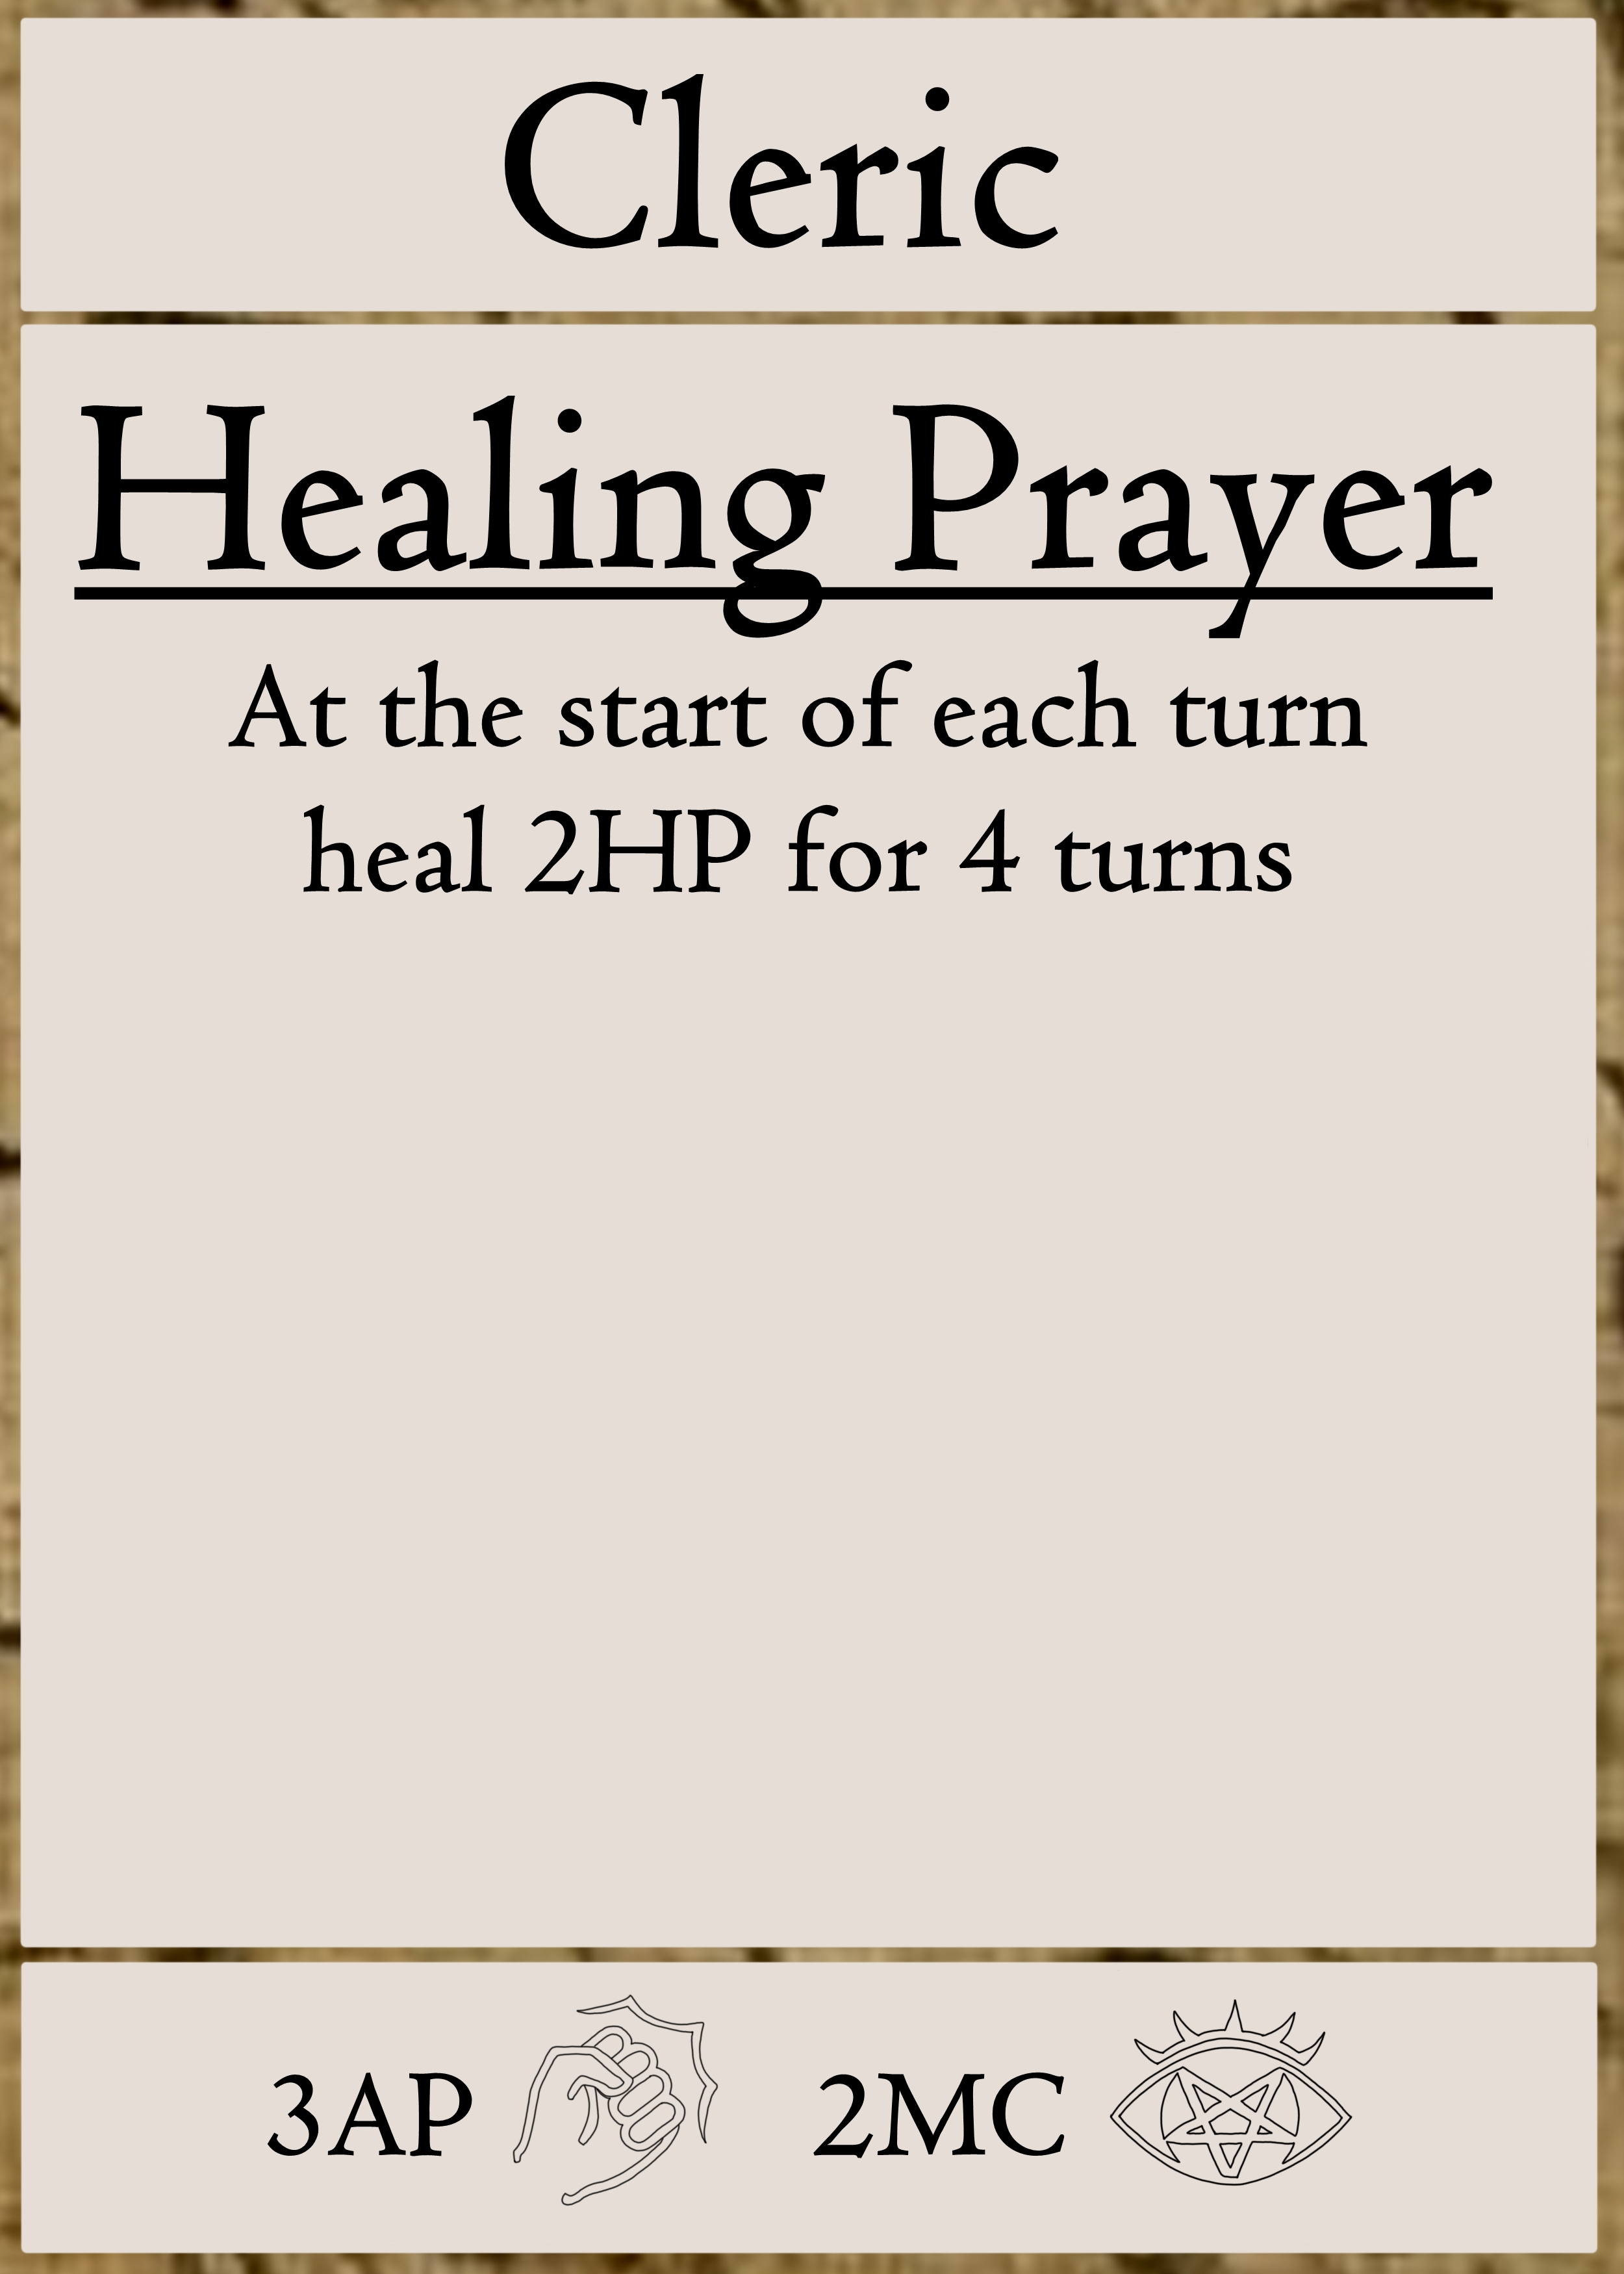 Cleric
Healing Prayer
At the start of each turn
heal 2HP for 4 turns
3AP 2MC